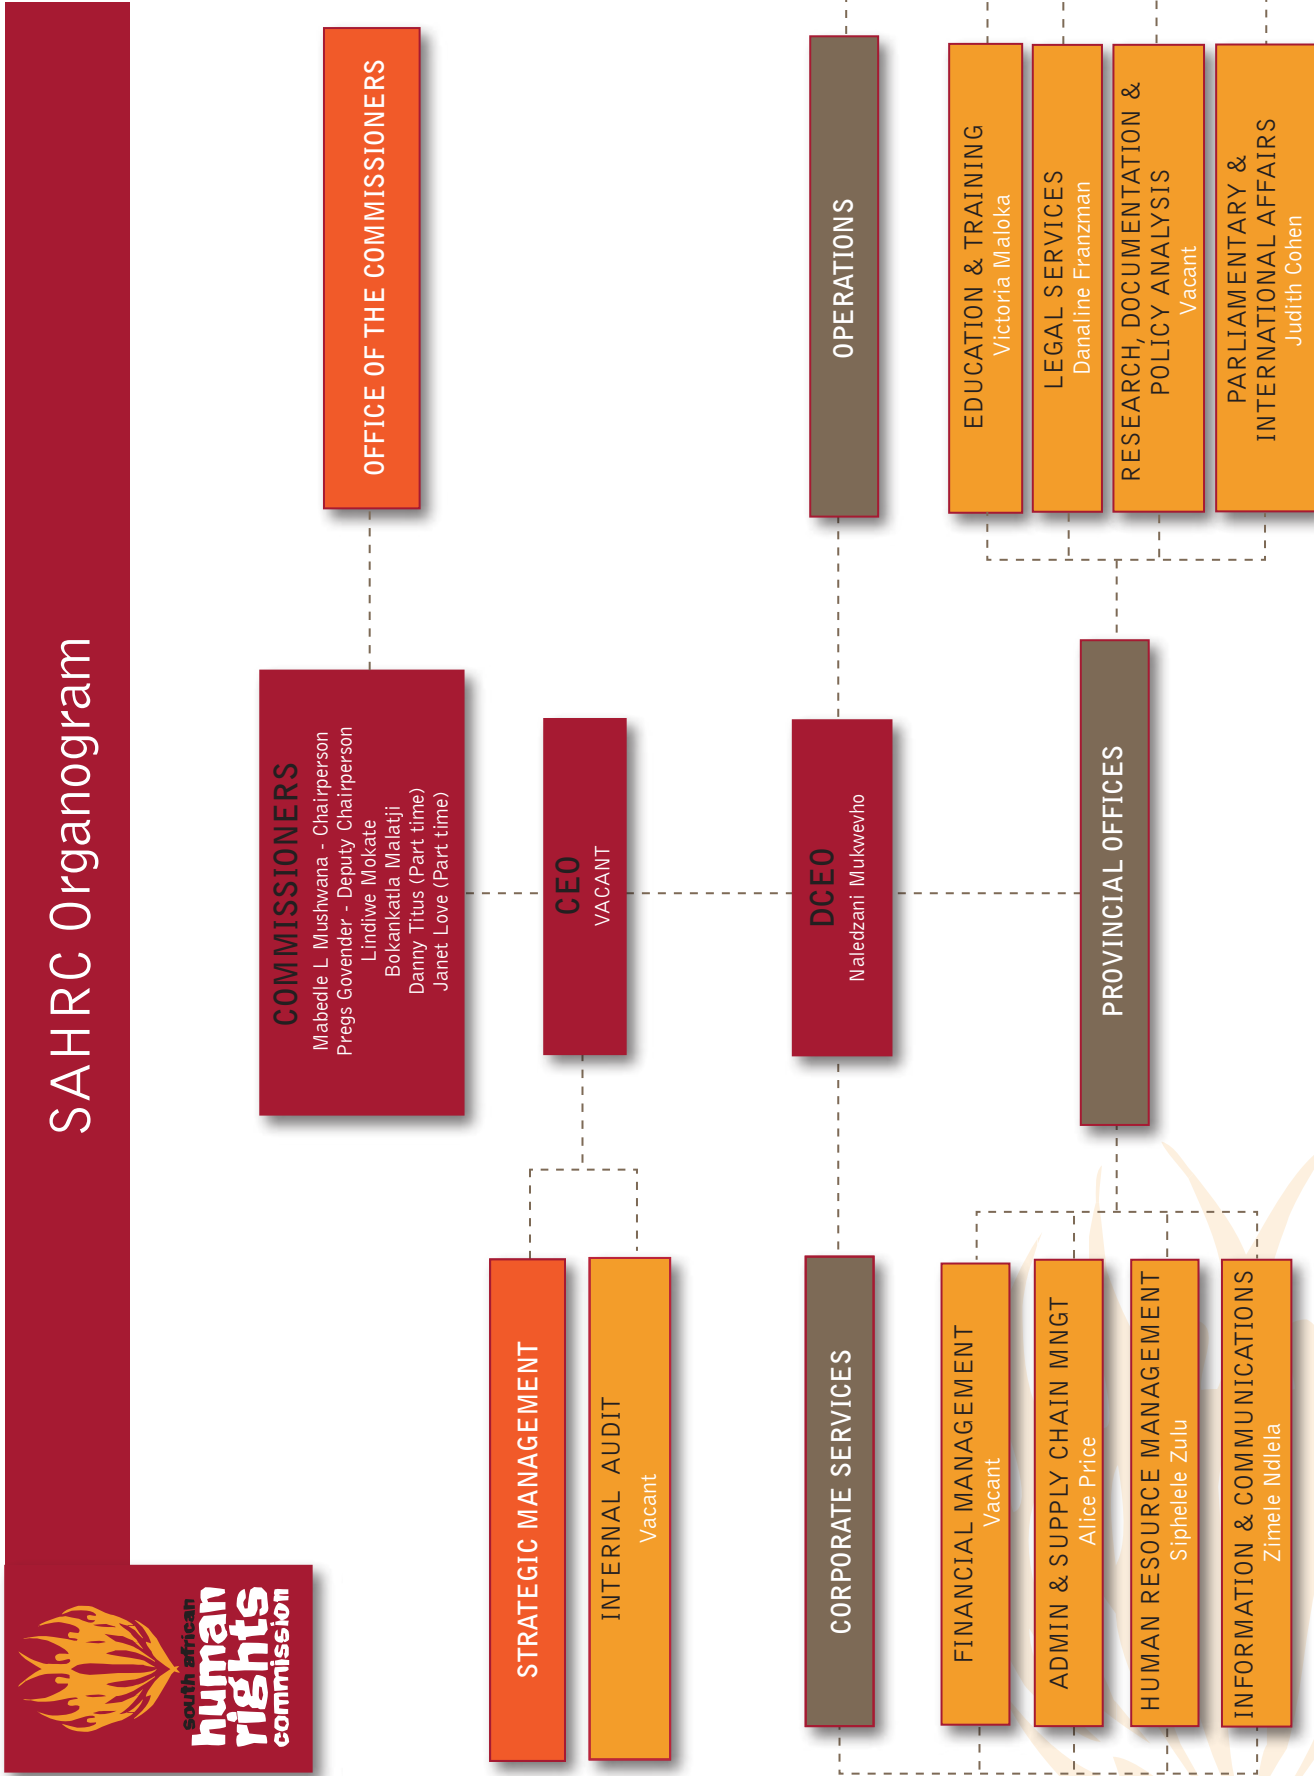 south african
human
rights
commission
SAHRC Organogram
COMMISSIONERS
Mabedle L Mushwana - Chairperson
Pregs Govender - Deputy Chairperson
Lindiwe Mokate
Bokankatla Malatji
Danny Titus (Part time)
Janet Love (Part time)
OFFICE OF THE COMMISSIONERS
STRATEGIC MANAGEMENT
INTERNAL AUDIT
Vacant
CEO
VACANT
CORPORATE SERVICES
DCEO
Naledzani Mukwevho
OPERATIONS
FINANCIAL MANAGEMENT
Vacant
ADMIN & SUPPLY CHAIN MNGT
Alice Price
HUMAN RESOURCE MANAGEMENT
Siphelele Zulu
INFORMATION & COMMUNICATIONS
Zimele Ndlela
PROVINCIAL OFFICES
EDUCATION & TRAINING
Victoria Maloka
LEGAL SERVICES
Danaline Franzman
RESEARCH, DOCUMENTATION &
POLICY ANALYSIS
Vacant
PARLIAMENTARY &
INTERNATIONAL AFFAIRS
Judith Cohen